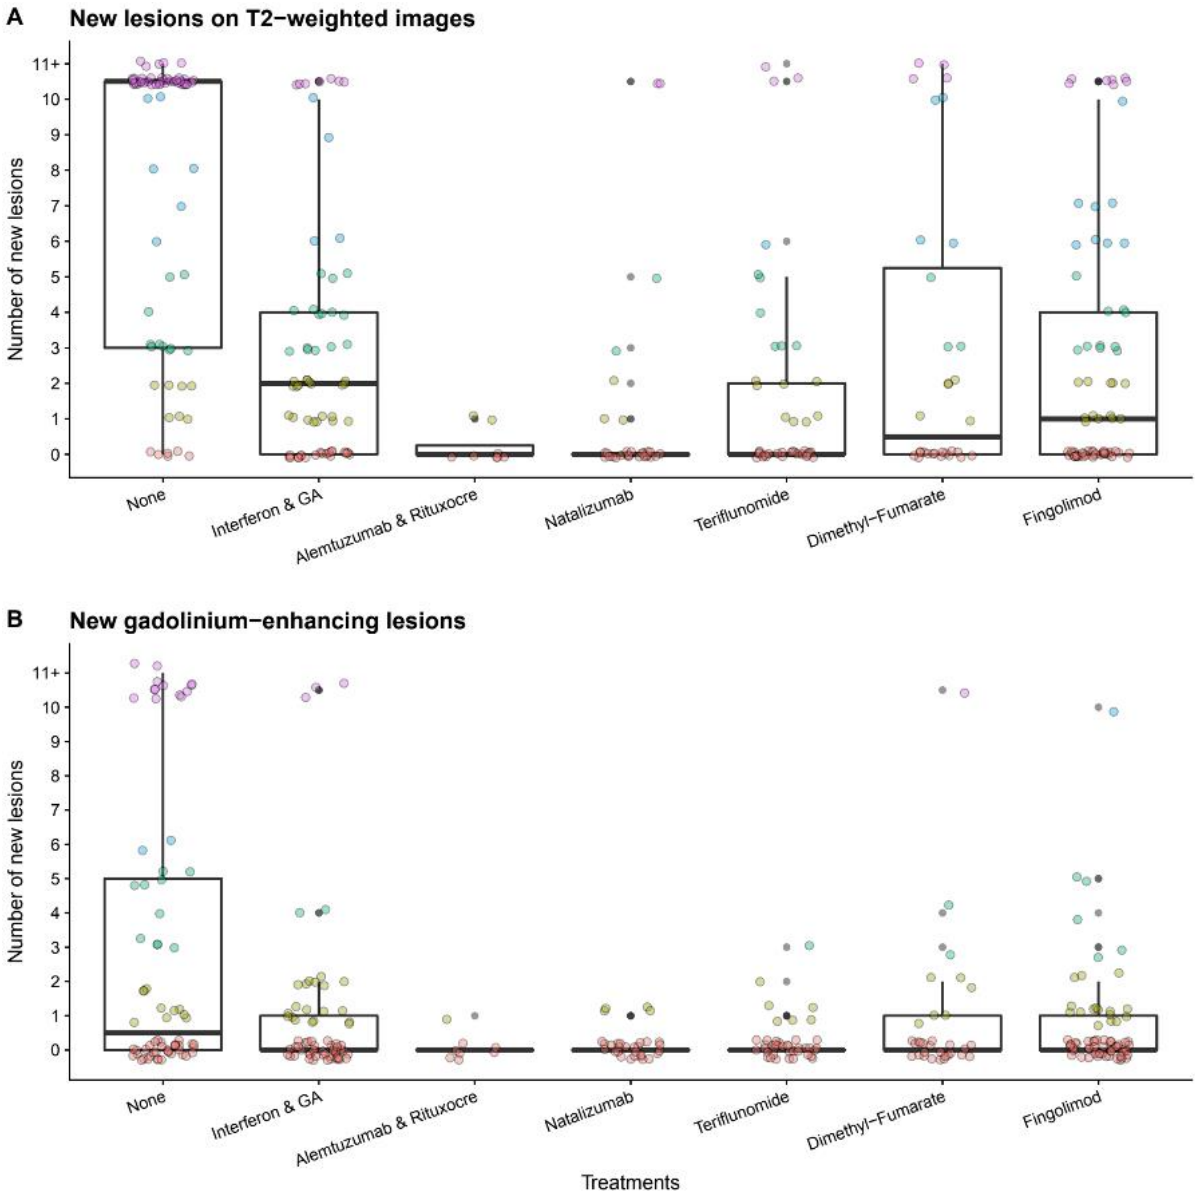 A New lesions on T2−weighted images
Number of new lesions
11+
10
9
8
7
6
5
4
3
2
1
0
None
Interferon & GA
Alemtuzumab & Rituxocre
Natalizumab
Teriflunomide
Dimethyl−Fumarate
Fingolimod
B New gadolinium−enhancing lesions
Number of new lesions
11+
10
9
8
7
6
5
4
3
2
1
0
None
Interferon & GA
Alemtuzumab & Rituxocre
Natalizumab
Teriflunomide
Dimethyl−Fumarate
Fingolimod
Treatments